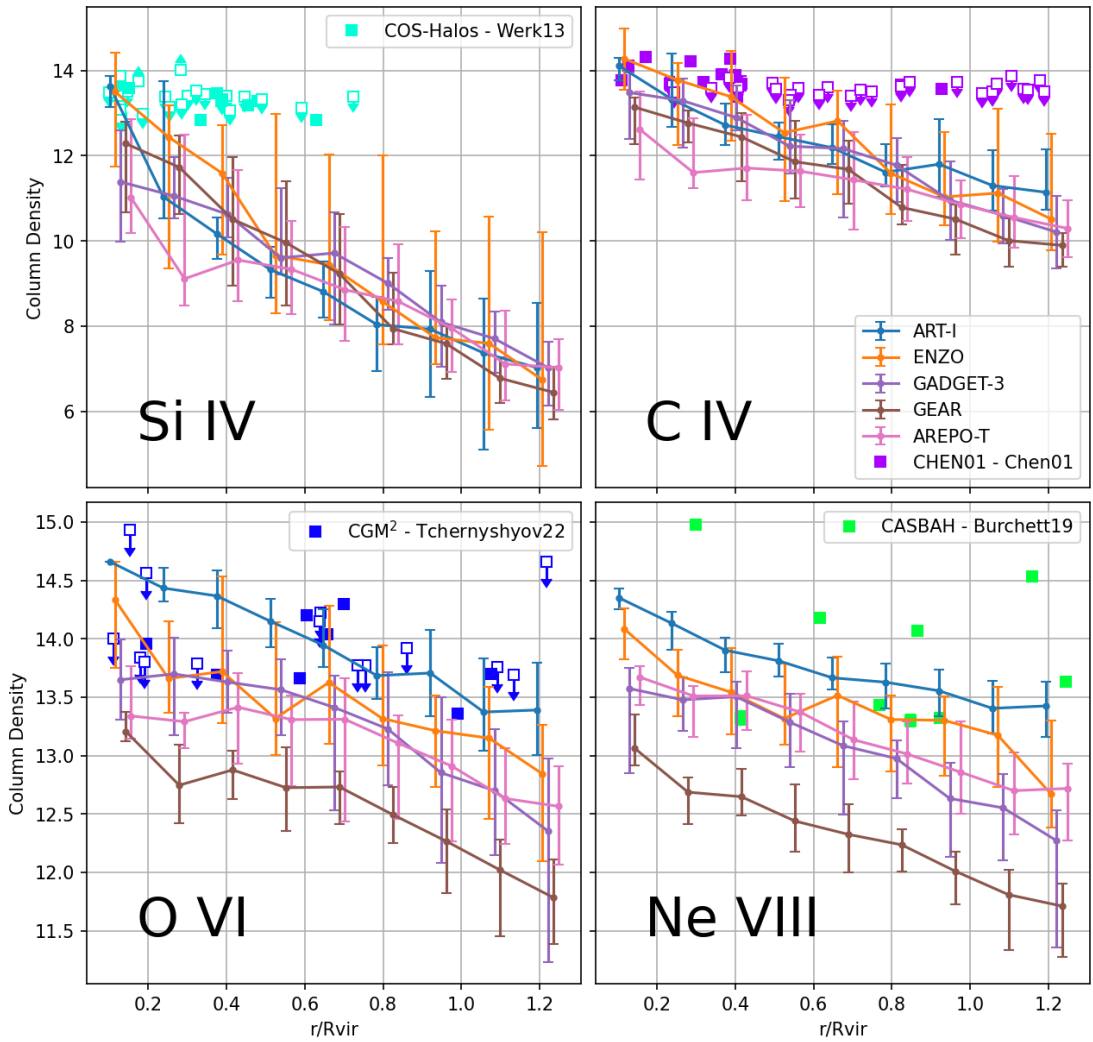 COS-Halos - Werk13
14
12
10
8
6
Column Density
Si IV
C IV
ART-I
ENZO
GADGET-3
GEAR
AREPO-T
CHEN01 - Chen01
CGM² - Tchernyshyov22
CASBAH - Burchett19
15.0
14.5
14.0
13.5
13.0
12.5
12.0
11.5
Column Density
O VI
Ne VIII
0.2 0.4 0.6 0.8 1.0 1.2
0.2 0.4 0.6 0.8 1.0 1.2
r/Rvir
r/Rvir